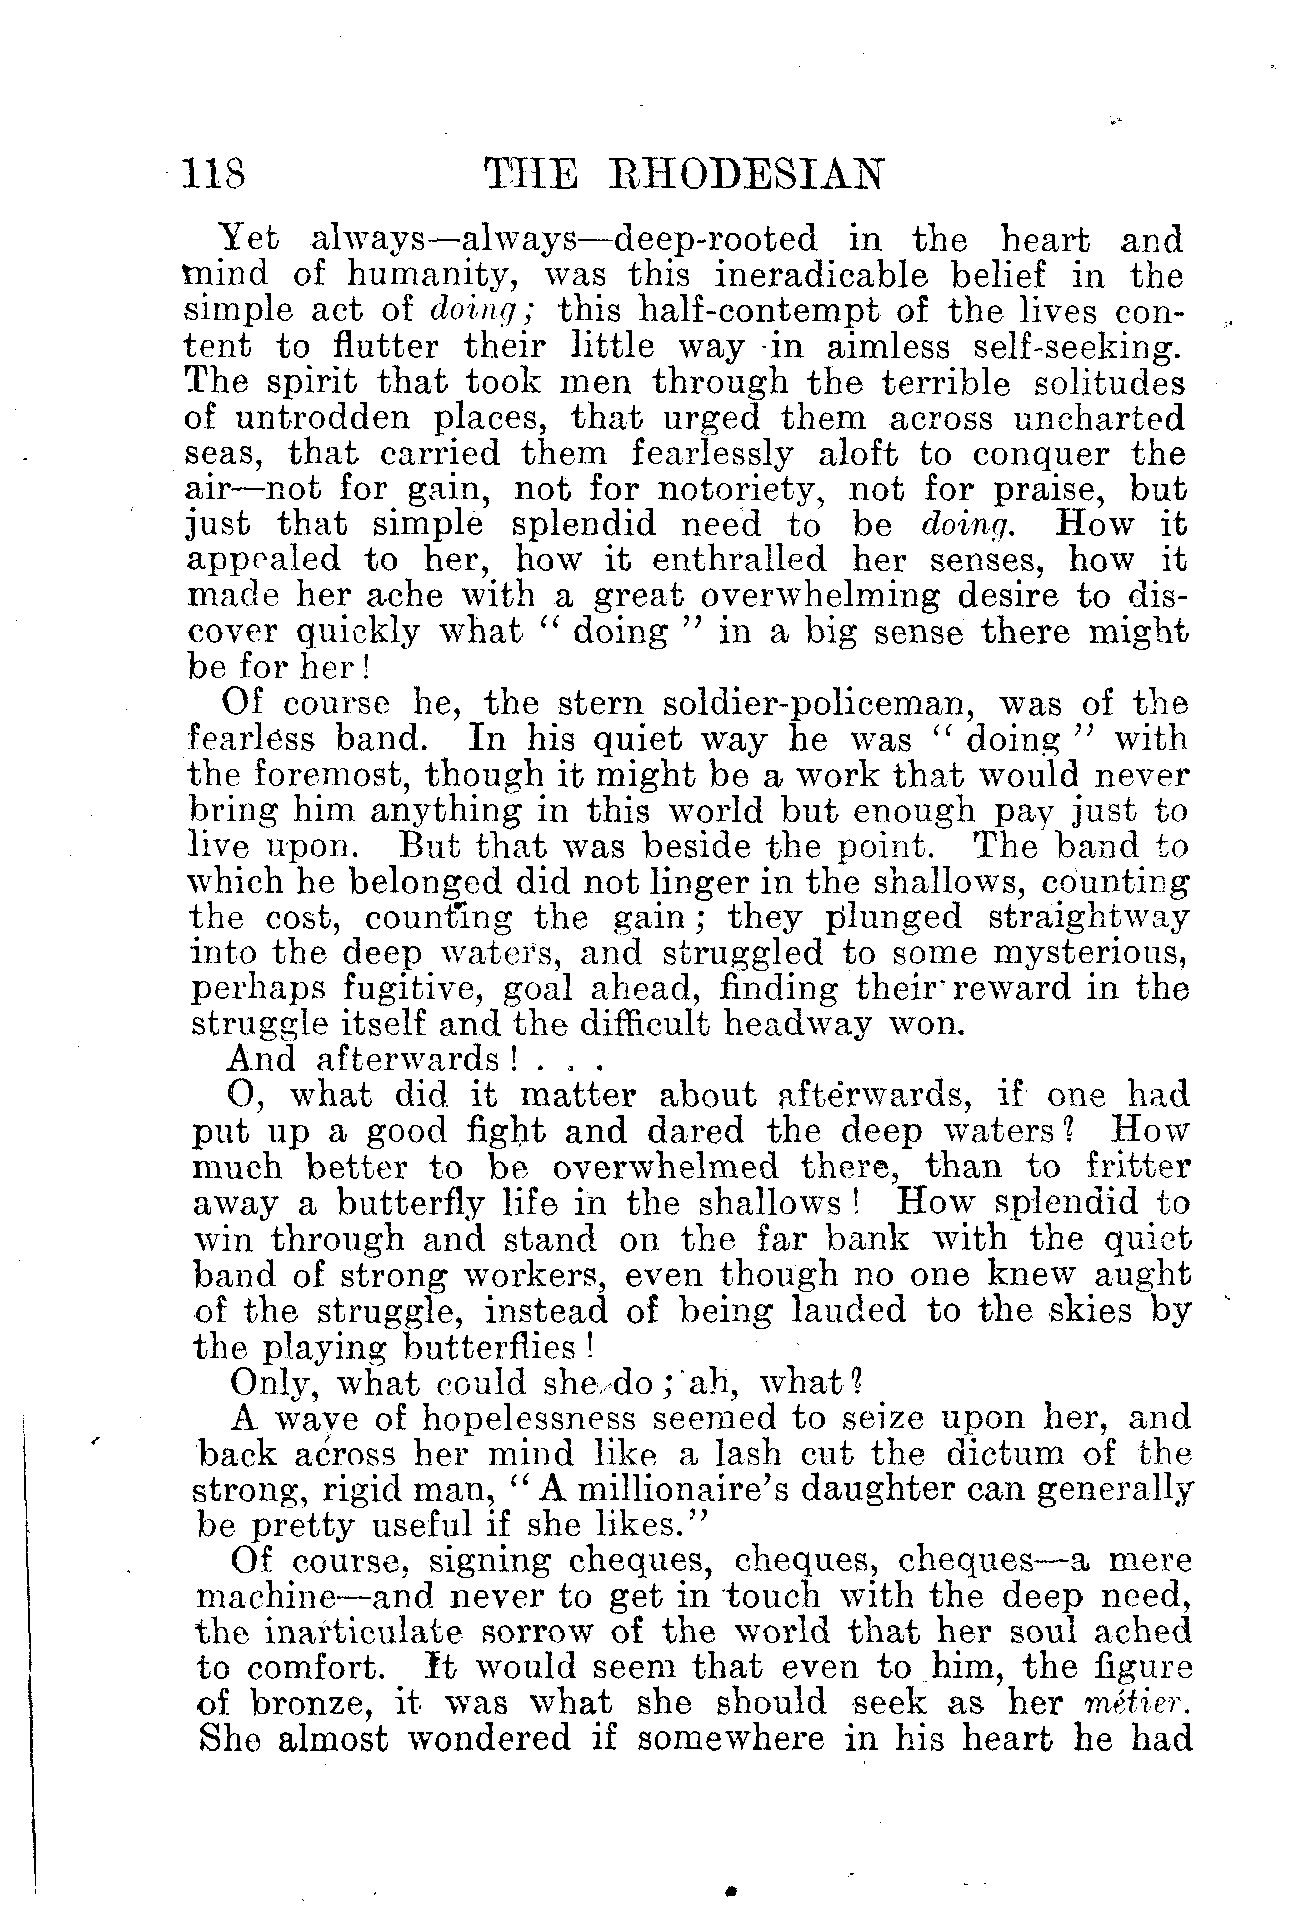 118 THE RHODESIAN
Yet always—always—deep-rooted in the heart and
mind of humanity, was this ineradicable belief in the
simple act of doing; this half-contempt of the lives con-
tent to flutter their little way in aimless self-seeking.
The spirit that took men through the terrible solitudes
of untrodden places, that urged them across uncharted
seas, that carried them fearlessly aloft to conquer the
air—not for gain, not for notoriety, not for praise, but
just that simple splendid need to be doing. How it
appealed to her, how it enthralled her senses, how it
made her ache with a great overwhelming desire to dis-
cover quickly what " doing " in a big sense there might
be for her!
Of course he, the stern soldier-policeman, was of the
fearless band. In his quiet way he was " doing " with
the foremost, though it might be a work that would never
bring him anything in this world but enough pay just to
live upon. But that was beside the point. The band to
which he belonged did not linger in the shallows, counting
the cost, counting the gain; they plunged straightway
into the deep waters, and struggled to some mysterious,
perhaps fugitive, goal ahead, finding their reward in the
struggle itself and the difficult headway won.
And afterwards! . . .
O, what did it matter about afterwards, if one had
put up a good fight and dared the deep waters? How
much better to be overwhelmed there, than to fritter
away a butterfly life in the shallows! How splendid to
win through and stand on the far bank with the quiet
band of strong workers, even though no one knew aught
of the struggle, instead of being lauded to the skies by
the playing butterflies!
Only, what could she do; ah, what?
A wave of hopelessness seemed to seize upon her, and
back across her mind like a lash cut the dictum of the
strong, rigid man, " A millionaire's daughter can generally
be pretty useful if she likes."
Of course, signing cheques, cheques, cheques—a mere
machine—and never to get in touch with the deep need,
the inarticulate sorrow of the world that her soul ached
to comfort. It would seem that even to him, the figure
of bronze, it was what she should seek as her métier.
She almost wondered if somewhere in his heart he had